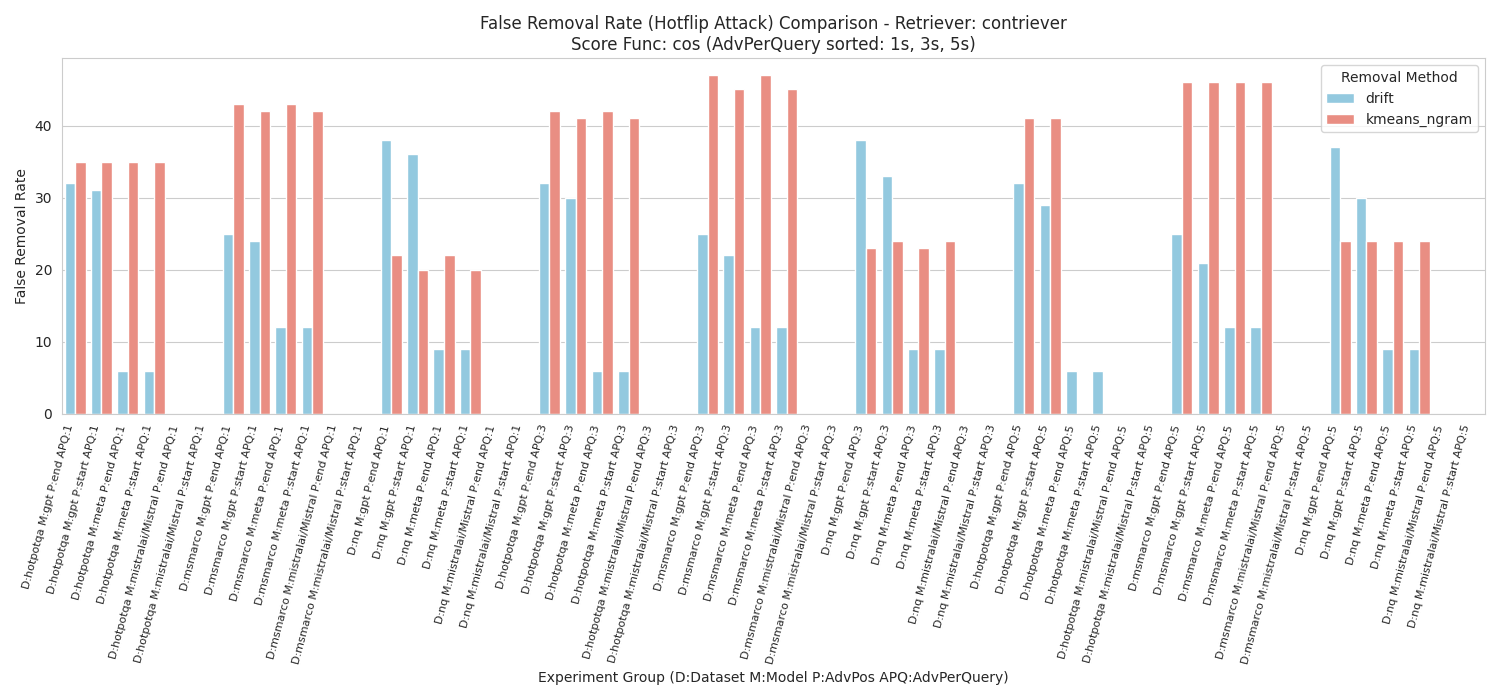 False Removal Rate (Hotflip Attack) Comparison - Retriever: contriever
Score Func: cos (AdvPerQuery sorted: 1s, 3s, 5s)
Removal Method
drift
kmeans_ngram
False Removal Rate
40
30
20
10
0
D:hotpotqa M:gpt P:end APQ:1
D:hotpotqa M:gpt P:start APQ:1
D:hotpotqa M:meta P:end APQ:1
D:hotpotqa M:meta P:start APQ:1
D:hotpotqa M:mistralai/Mistral P:end APQ:1
D:hotpotqa M:mistralai/Mistral P:start APQ:1
D:msmarco M:gpt P:end APQ:1
D:msmarco M:gpt P:start APQ:1
D:msmarco M:meta P:end APQ:1
D:msmarco M:meta P:start APQ:1
D:msmarco M:mistralai/Mistral P:end APQ:1
D:msmarco M:mistralai/Mistral P:start APQ:1
D:nq M:gpt P:end APQ:1
D:nq M:gpt P:start APQ:1
D:nq M:meta P:end APQ:1
D:nq M:meta P:start APQ:1
D:nq M:mistralai/Mistral P:end APQ:1
D:nq M:mistralai/Mistral P:start APQ:1
D:hotpotqa M:gpt P:end APQ:3
D:hotpotqa M:gpt P:start APQ:3
D:hotpotqa M:meta P:end APQ:3
D:hotpotqa M:meta P:start APQ:3
D:hotpotqa M:mistralai/Mistral P:end APQ:3
D:hotpotqa M:mistralai/Mistral P:start APQ:3
D:msmarco M:gpt P:end APQ:3
D:msmarco M:gpt P:start APQ:3
D:msmarco M:meta P:end APQ:3
D:msmarco M:meta P:start APQ:3
D:msmarco M:mistralai/Mistral P:end APQ:3
D:msmarco M:mistralai/Mistral P:start APQ:3
D:nq M:gpt P:end APQ:3
D:nq M:gpt P:start APQ:3
D:nq M:meta P:end APQ:3
D:nq M:meta P:start APQ:3
D:nq M:mistralai/Mistral P:end APQ:3
D:nq M:mistralai/Mistral P:start APQ:3
D:hotpotqa M:gpt P:end APQ:5
D:hotpotqa M:gpt P:start APQ:5
D:hotpotqa M:meta P:end APQ:5
D:hotpotqa M:meta P:start APQ:5
D:hotpotqa M:mistralai/Mistral P:end APQ:5
D:hotpotqa M:mistralai/Mistral P:start APQ:5
D:msmarco M:gpt P:end APQ:5
D:msmarco M:gpt P:start APQ:5
D:msmarco M:meta P:end APQ:5
D:msmarco M:meta P:start APQ:5
D:msmarco M:mistralai/Mistral P:end APQ:5
D:msmarco M:mistralai/Mistral P:start APQ:5
D:nq M:gpt P:end APQ:5
D:nq M:gpt P:start APQ:5
D:nq M:meta P:end APQ:5
D:nq M:meta P:start APQ:5
D:nq M:mistralai/Mistral P:end APQ:5
D:nq M:mistralai/Mistral P:start APQ:5
Experiment Group (D:Dataset M:Model P:AdvPos APQ:AdvPerQuery)